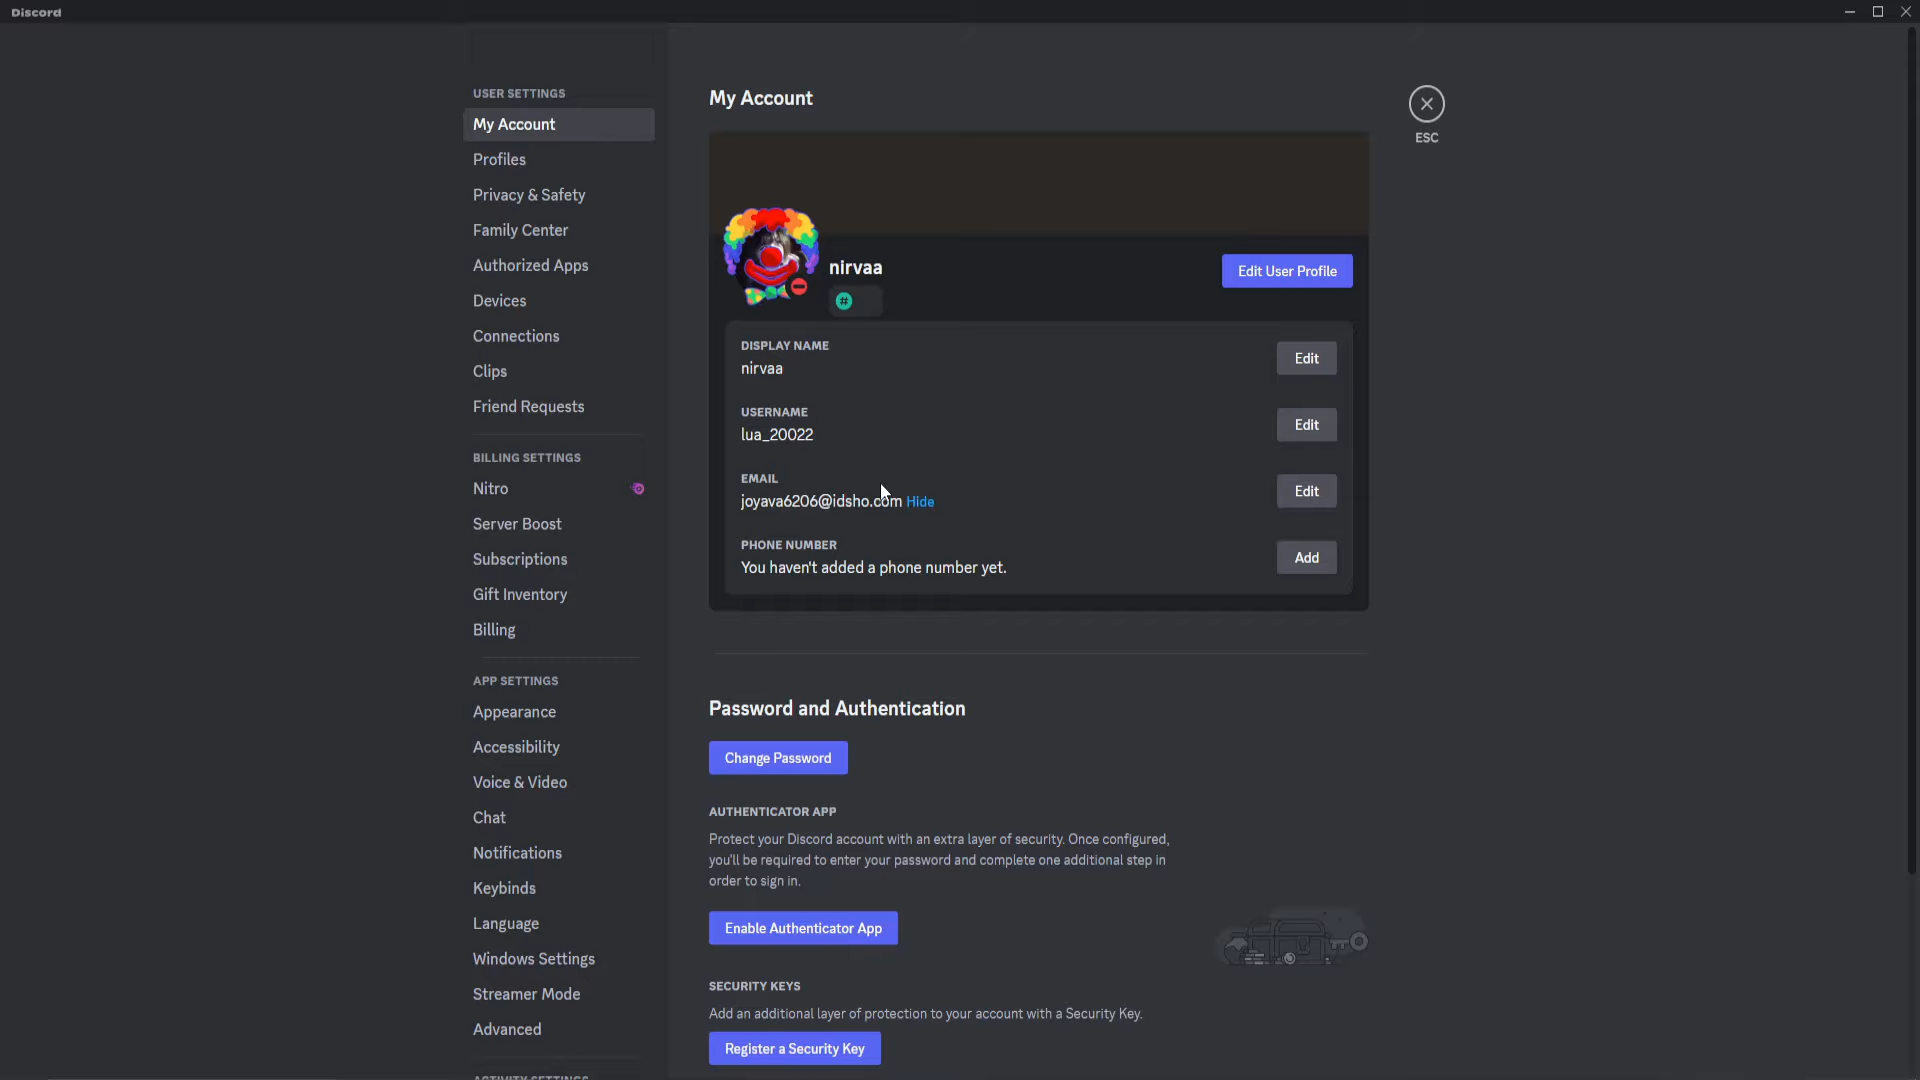 Discord
USER SETTINGS
My Account
Profiles
Privacy & Safety
Family Center
Authorized Apps
Devices
Connections
Clips
Friend Requests
BILLING SETTINGS
Nitro
Server Boost
Subscriptions
Gift Inventory
Billing
APP SETTINGS
Appearance
Accessibility
Voice & Video
Chat
Notifications
Keybinds
Language
Windows Settings
Streamer Mode
Advanced
ACTIVITY SETTINGS
My Account
ESC
nirvaa
#
Edit User Profile
DISPLAY NAME
nirvaa
Edit
USERNAME
lua_20022
Edit
EMAIL
joyava6206@idsho.com Hide
Edit
PHONE NUMBER
You haven't added a phone number yet.
Add
Password and Authentication
Change Password
AUTHENTICATOR APP
Protect your Discord account with an extra layer of security. Once configured,
you'll be required to enter your password and complete one additional step in
order to sign in.
Enable Authenticator App
SECURITY KEYS
Add an additional layer of protection to your account with a Security Key.
Register a Security Key